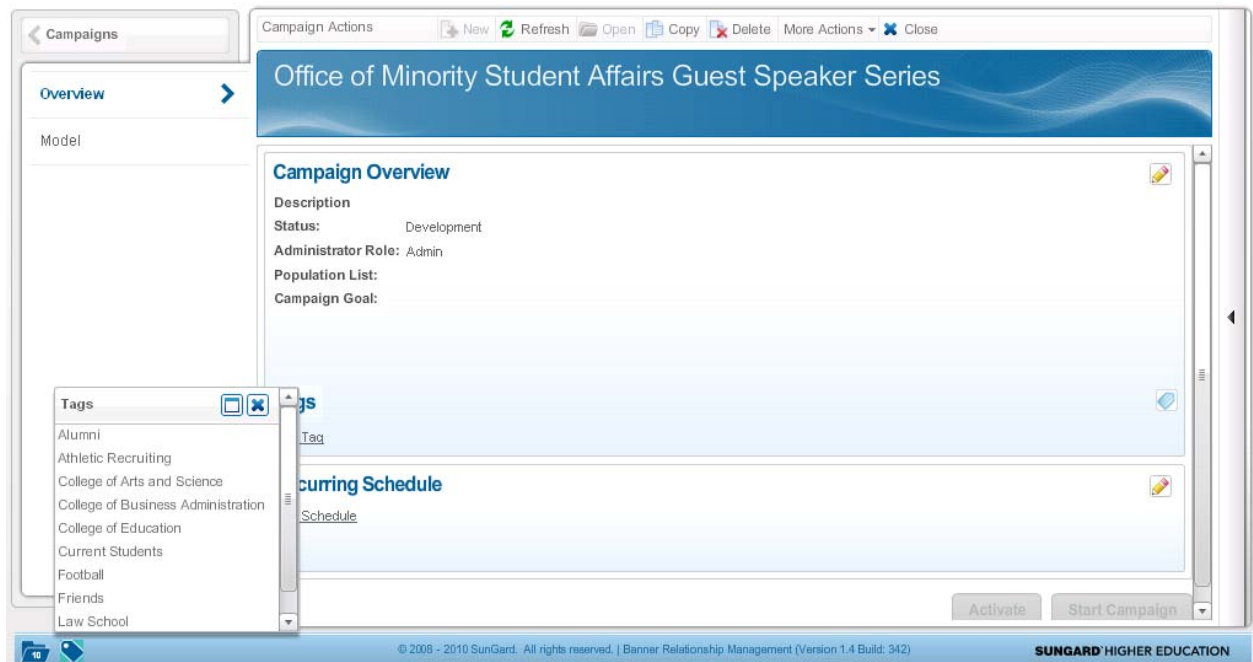 Campaigns
Campaign Actions New Refresh Open Copy Delete More Actions Close
Overview
Model
Office of Minority Student Affairs Guest Speaker Series
Campaign Overview
Description
Status: Development
Administrator Role: Admin
Population List:
Campaign Goal:
gs
Tag
curring Schedule
Schedule
Tags
Alumni
Athletic Recruiting
College of Arts and Science
College of Business Administration
College of Education
Current Students
Football
Friends
Law School
Activate Start Campaign
10
© 2008 - 2010 SunGard. All rights reserved. | Banner Relationship Management (Version 1.4 Build: 342)
SUNGARD HIGHER EDUCATION